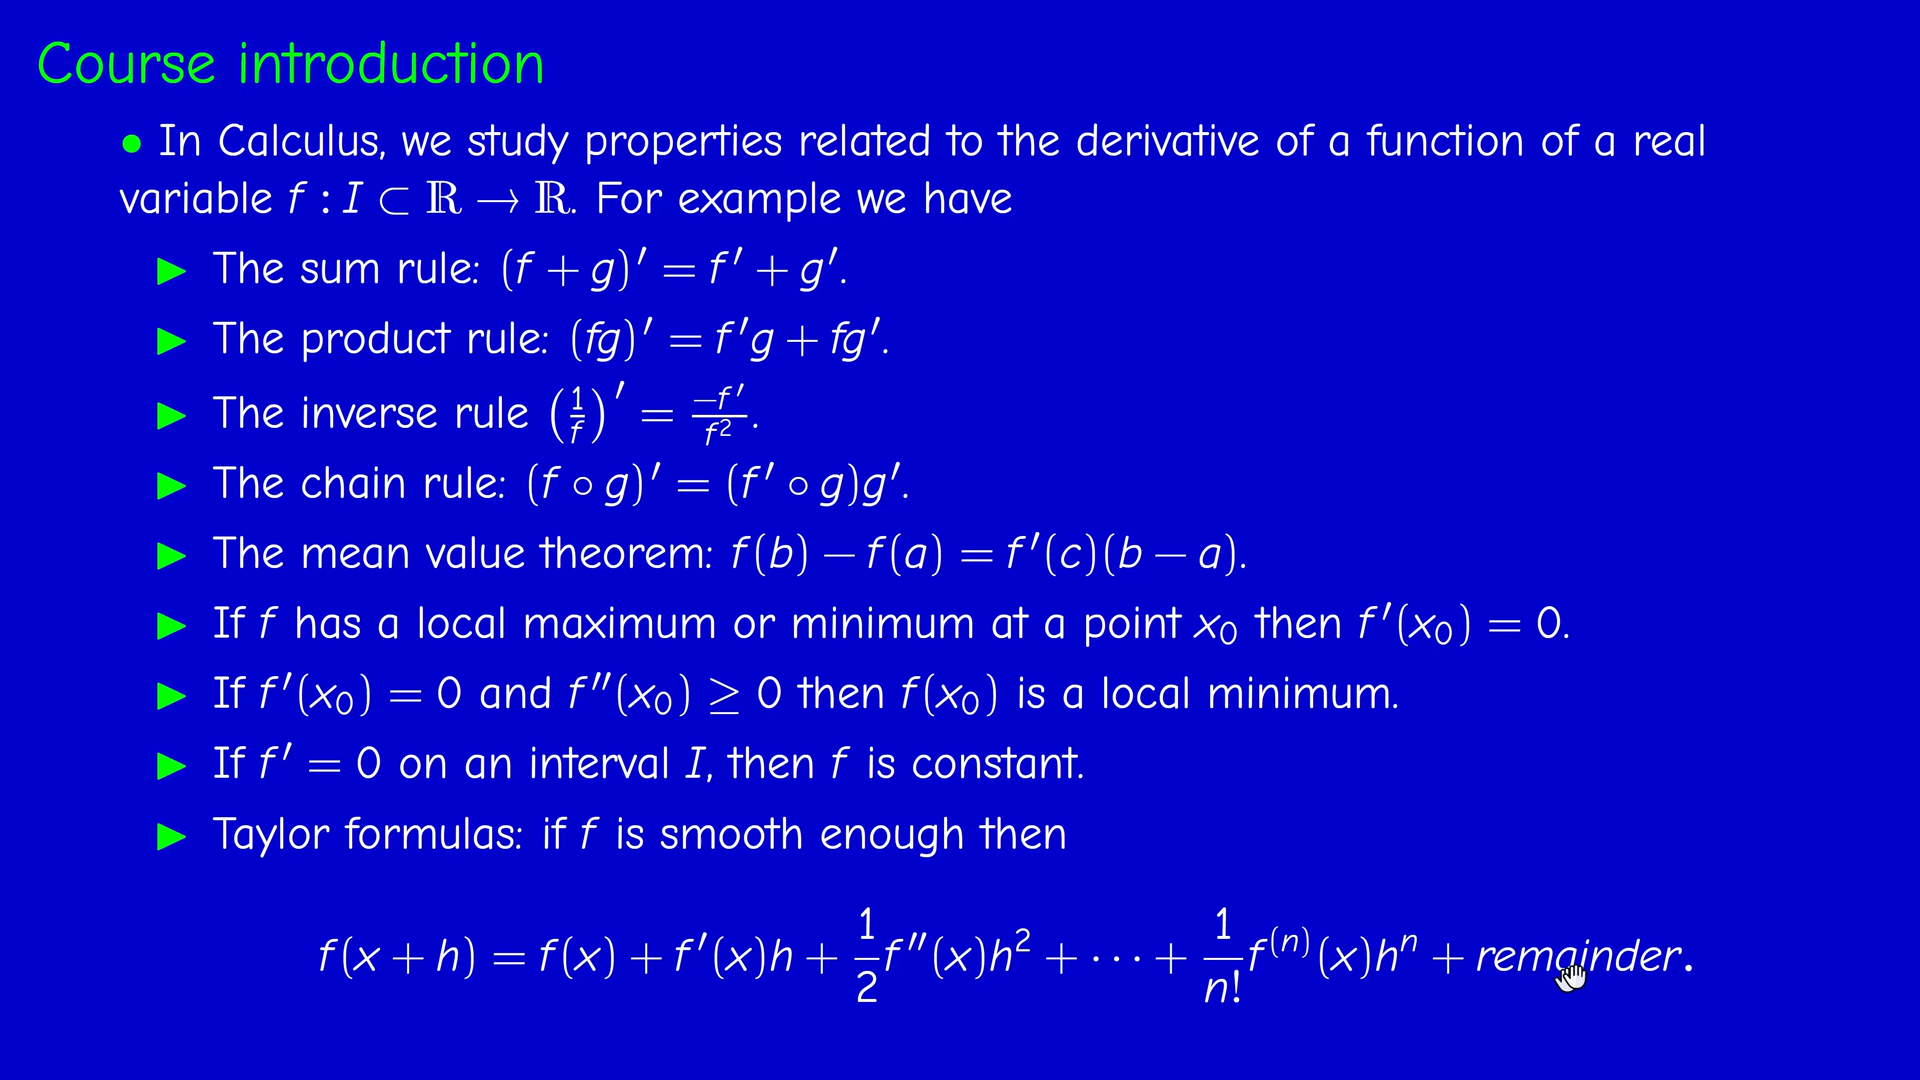 Course introduction
• In Calculus, we study properties related to the derivative of a function of a real
variable f : I ⊂ ℝ → ℝ. For example we have
▶ The sum rule: (f + g)′ = f′ + g′.
▶ The product rule: (fg)′ = f′g + fg′.
▶ The inverse rule (1/f)′ = −f′/f².
▶ The chain rule: (f ∘ g)′ = (f′ ∘ g)g′.
▶ The mean value theorem: f(b) − f(a) = f′(c)(b − a).
▶ If f has a local maximum or minimum at a point x₀ then f′(x₀) = 0.
▶ If f′(x₀) = 0 and f″(x₀) ≥ 0 then f(x₀) is a local minimum.
▶ If f′ = 0 on an interval I, then f is constant.
▶ Taylor formulas: if f is smooth enough then
f(x + h) = f(x) + f′(x)h + 1/2 f″(x)h² + ⋯ + 1/n! f⁽ⁿ⁾(x)hⁿ + remainder.